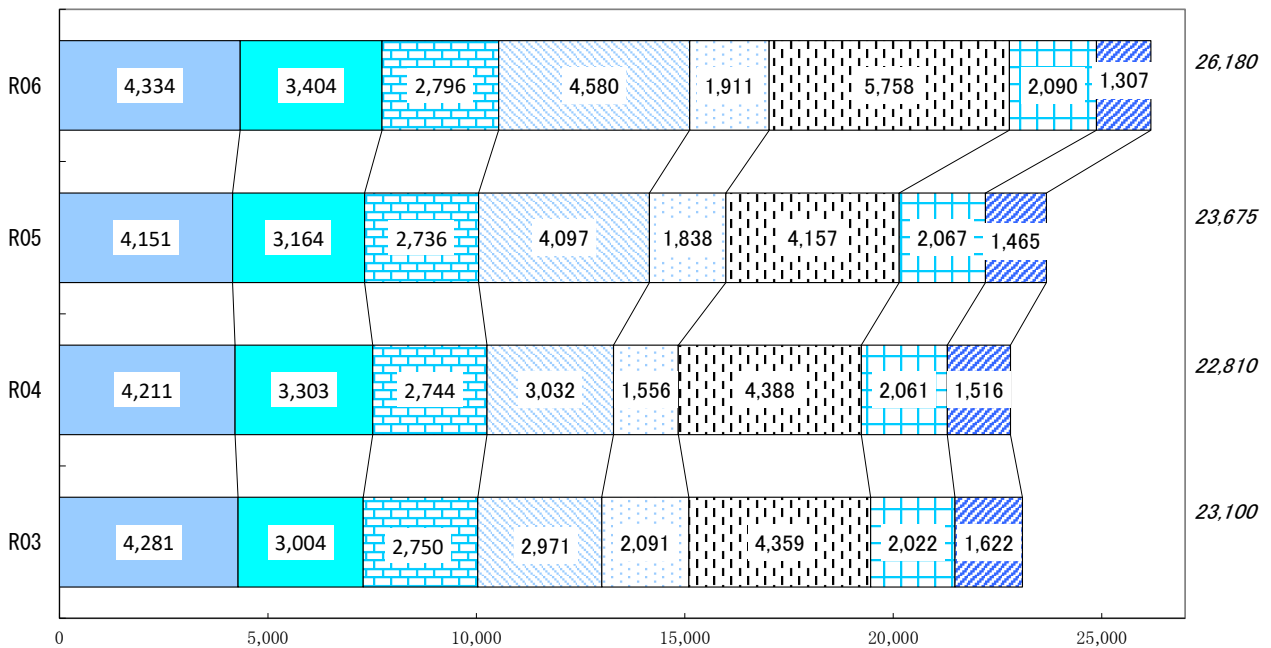 R06 4,334 3,404 2,796 4,580 1,911 5,758 2,090 1,307 26,180
R05 4,151 3,164 2,736 4,097 1,838 4,157 2,067 1,465 23,675
R04 4,211 3,303 2,744 3,032 1,556 4,388 2,061 1,516 22,810
R03 4,281 3,004 2,750 2,971 2,091 4,359 2,022 1,622 23,100
0 5,000 10,000 15,000 20,000 25,000